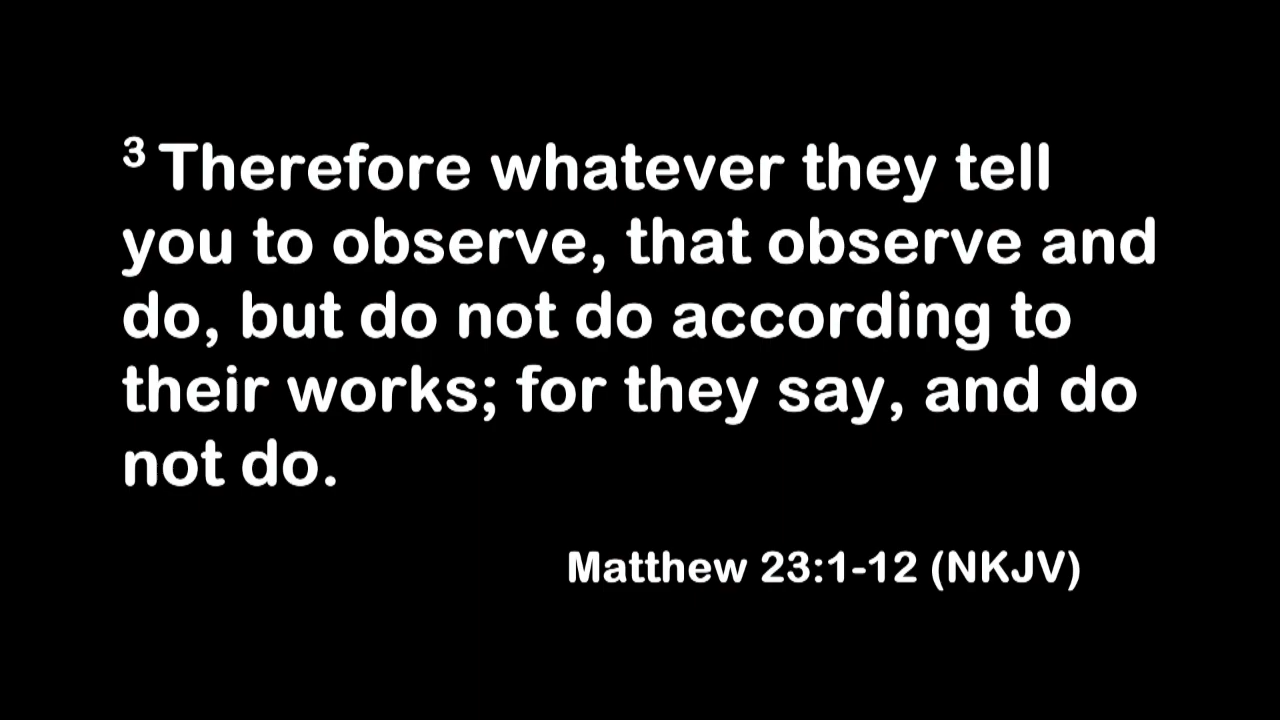 3 Therefore whatever they tell
you to observe, that observe and
do, but do not do according to
their works; for they say, and do
not do.
Matthew 23:1-12 (NKJV)